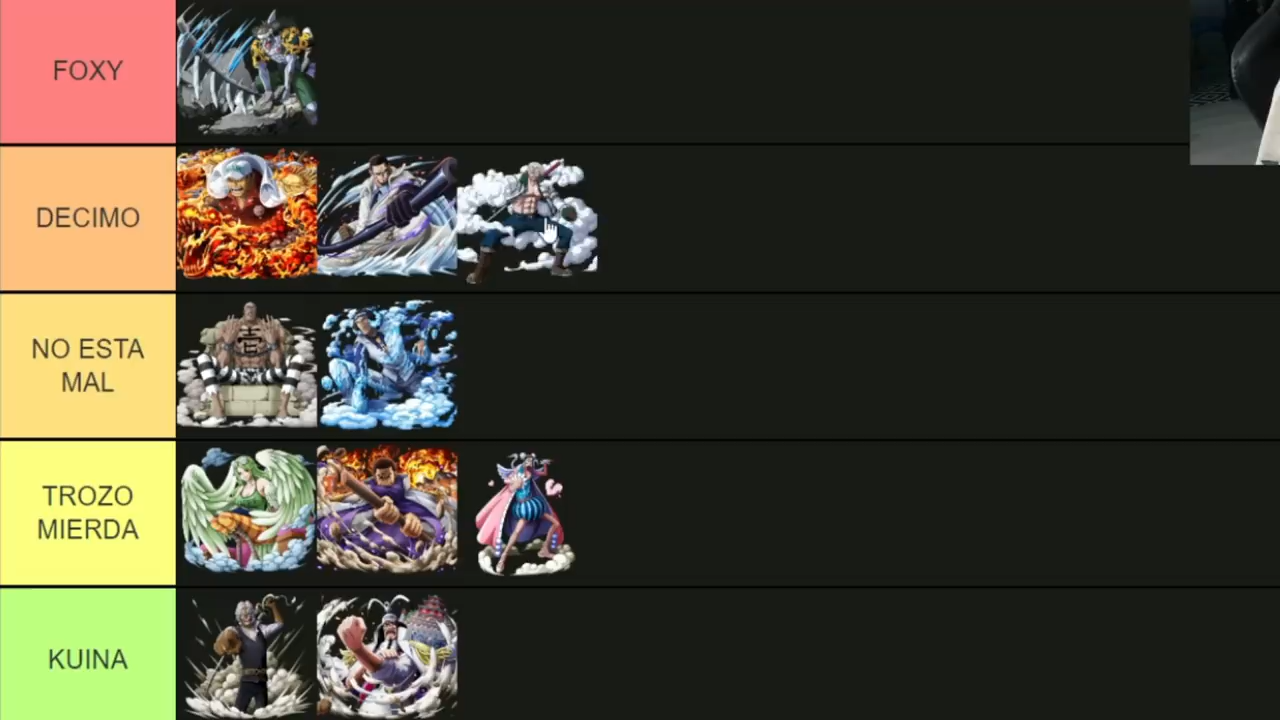 FOXY
DECIMO
NO ESTA
MAL
TROZO
MIERDA
KUINA